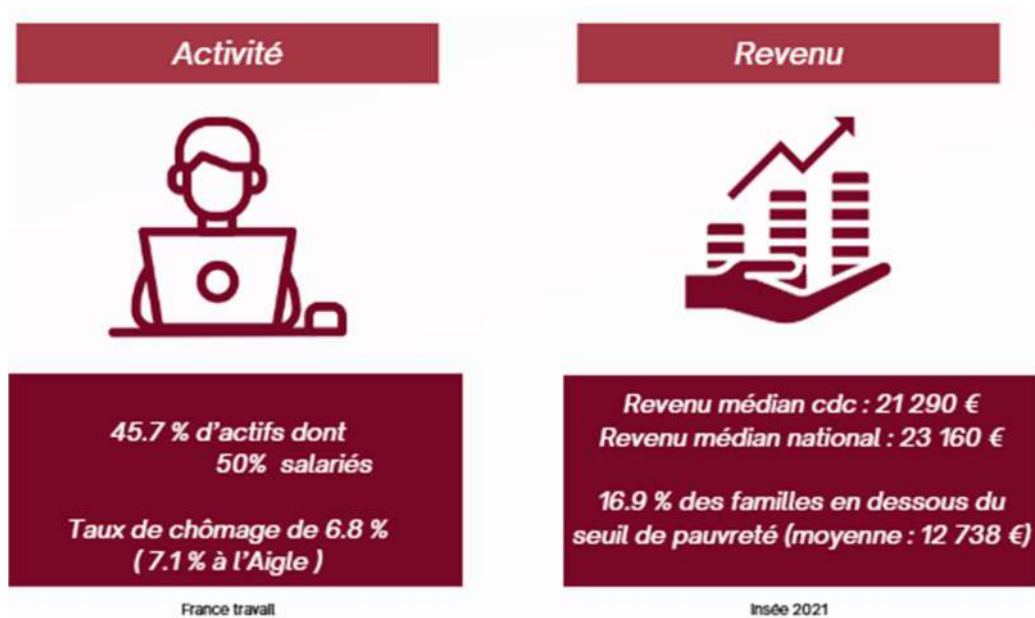 Activité
45.7 % d'actifs dont
50% salariés
Taux de chômage de 6.8 %
( 7.1 % à l'Aigle )
France travail
Revenu
Revenu médian cdc : 21 290 €
Revenu médian national : 23 160 €
16.9 % des familles en dessous du
seuil de pauvreté (moyenne : 12 738 €)
Insée 2021